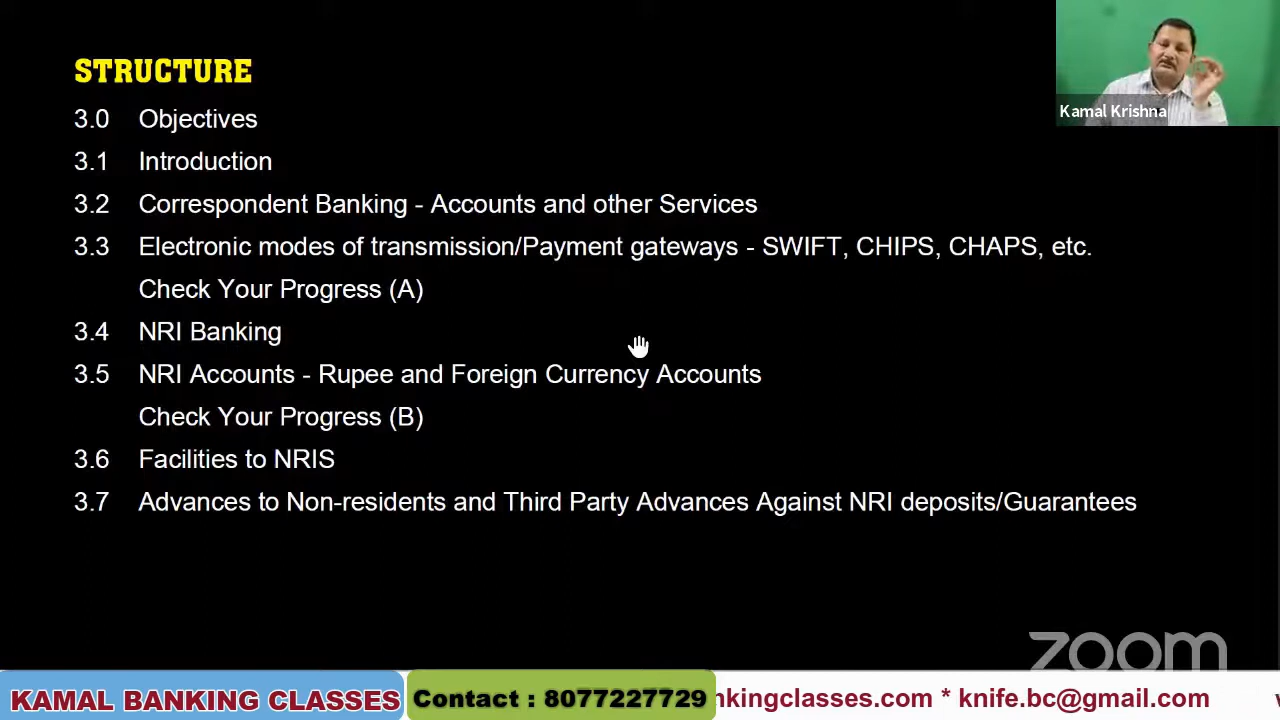 STRUCTURE
Kamal Krishna
3.0 Objectives
3.1 Introduction
3.2 Correspondent Banking - Accounts and other Services
3.3 Electronic modes of transmission/Payment gateways - SWIFT, CHIPS, CHAPS, etc.
Check Your Progress (A)
3.4 NRI Banking
3.5 NRI Accounts - Rupee and Foreign Currency Accounts
Check Your Progress (B)
3.6 Facilities to NRIS
3.7 Advances to Non-residents and Third Party Advances Against NRI deposits/Guarantees
zoom
KAMAL BANKING CLASSES Contact : 8077227729 nkingclasses.com * knife.bc@gmail.com